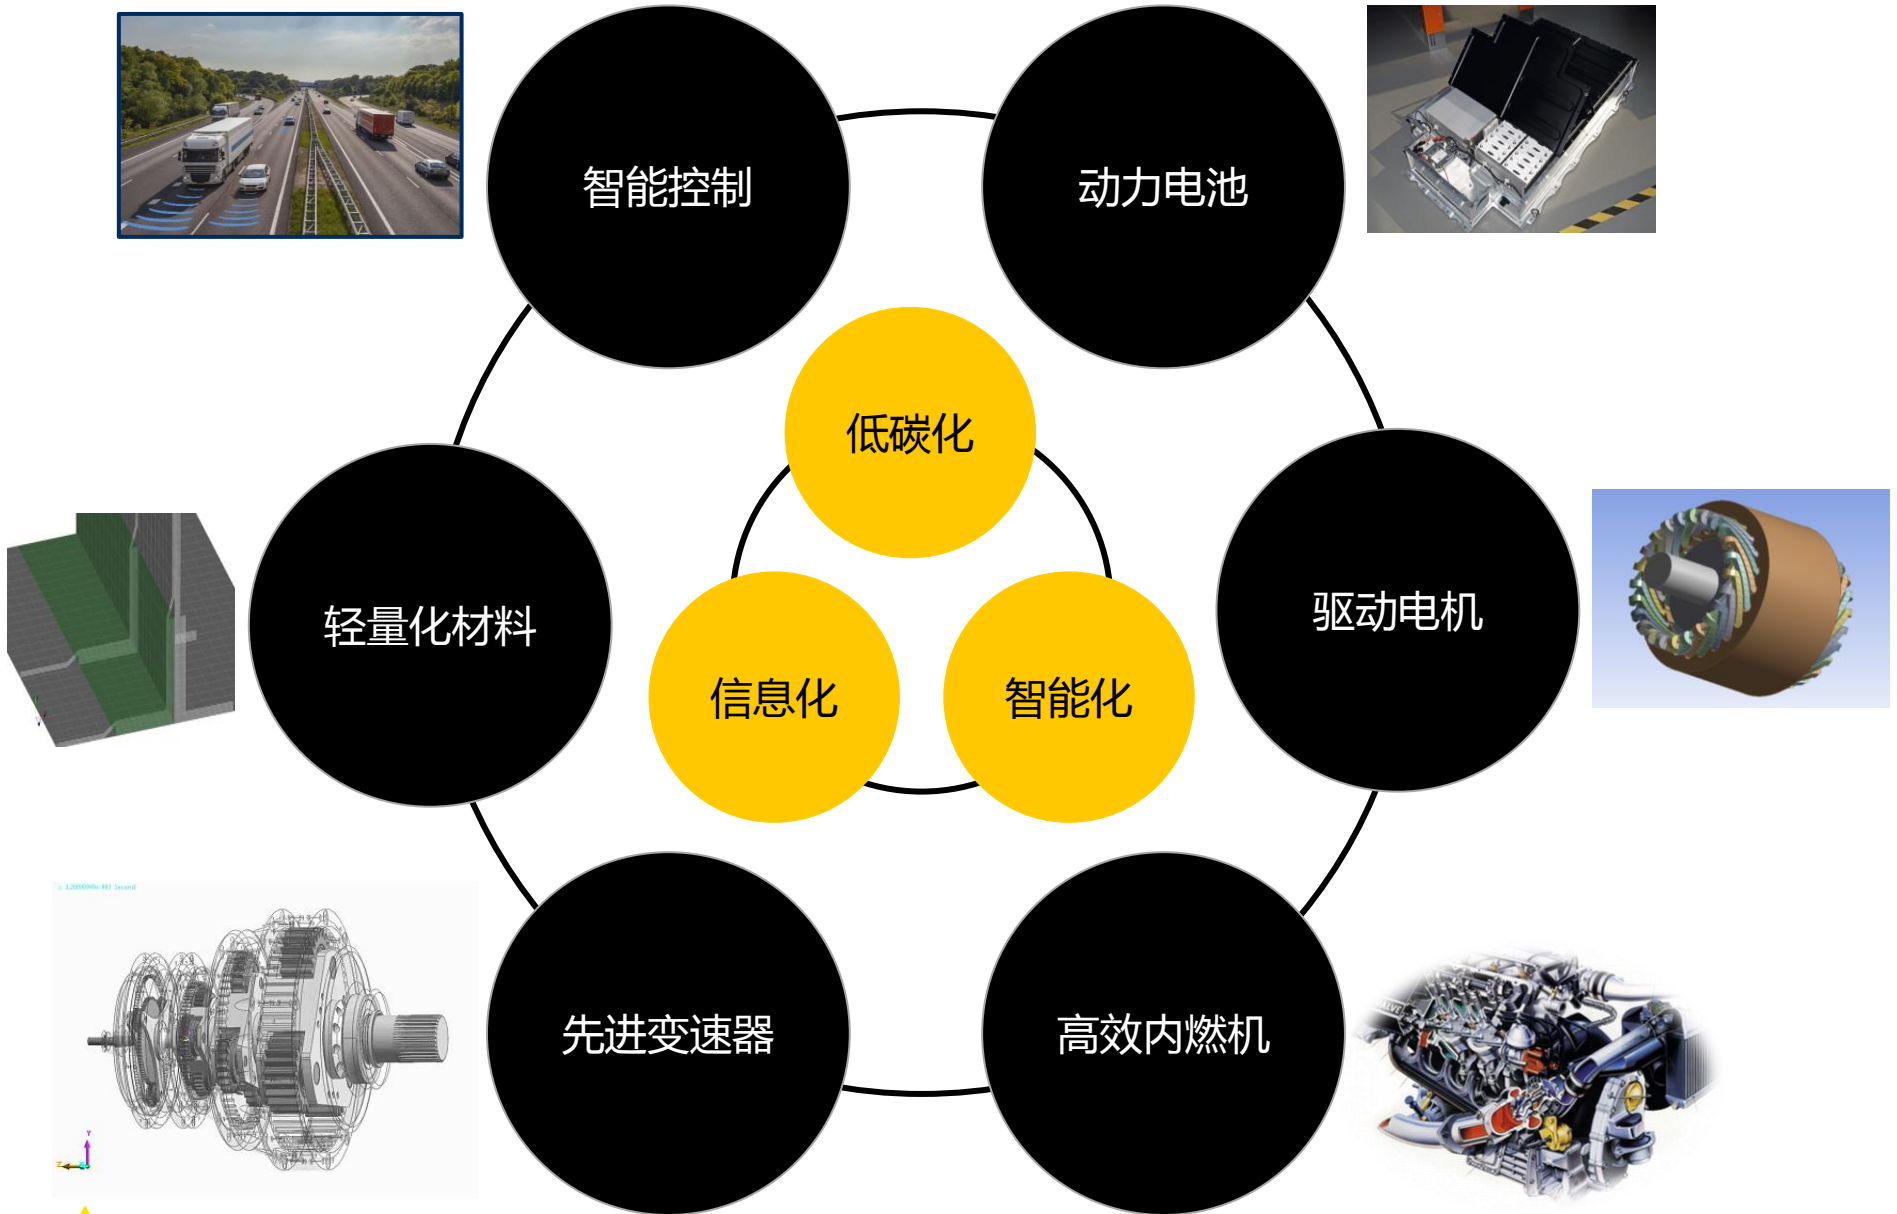 智能控制
动力电池
低碳化
轻量化材料
驱动电机
信息化
智能化
先进变速器
高效内燃机
Y
Z